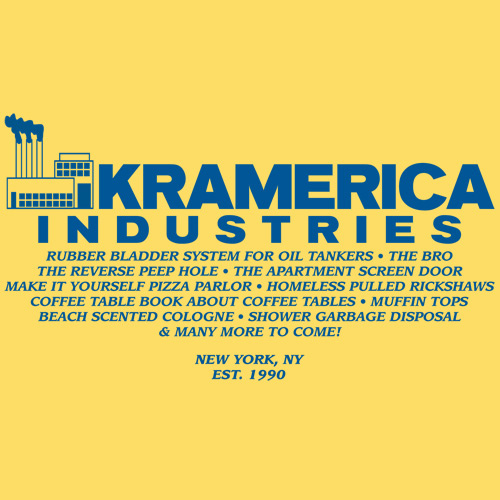 KRAMERICA
INDUSTRIES
RUBBER BLADDER SYSTEM FOR OIL TANKERS • THE BRO
THE REVERSE PEEP HOLE • THE APARTMENT SCREEN DOOR
MAKE IT YOURSELF PIZZA PARLOR • HOMELESS PULLED RICKSHAWS
COFFEE TABLE BOOK ABOUT COFFEE TABLES • MUFFIN TOPS
BEACH SCENTED COLOGNE • SHOWER GARBAGE DISPOSAL
& MANY MORE TO COME!
NEW YORK, NY
EST. 1990